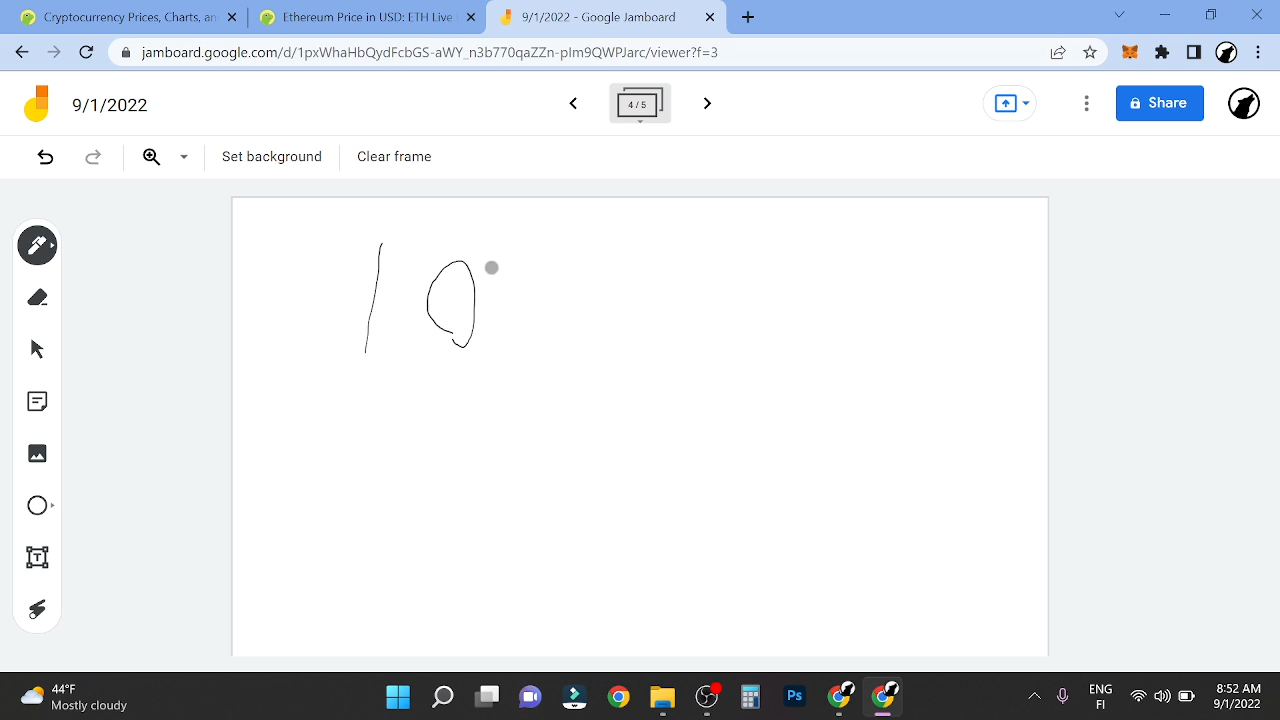 Cryptocurrency Prices, Charts, an
Ethereum Price in USD: ETH Live
9/1/2022 - Google Jamboard
jamboard.google.com/d/1pxWhaHbQydFcbGS-aWY_n3b770qaZZn-pIm9QWPJarc/viewer?f=3
9/1/2022
4 / 5
Share
Set background
Clear frame
10
T
44°F
Mostly cloudy
Ps
ENG
FI
8:52 AM
9/1/2022